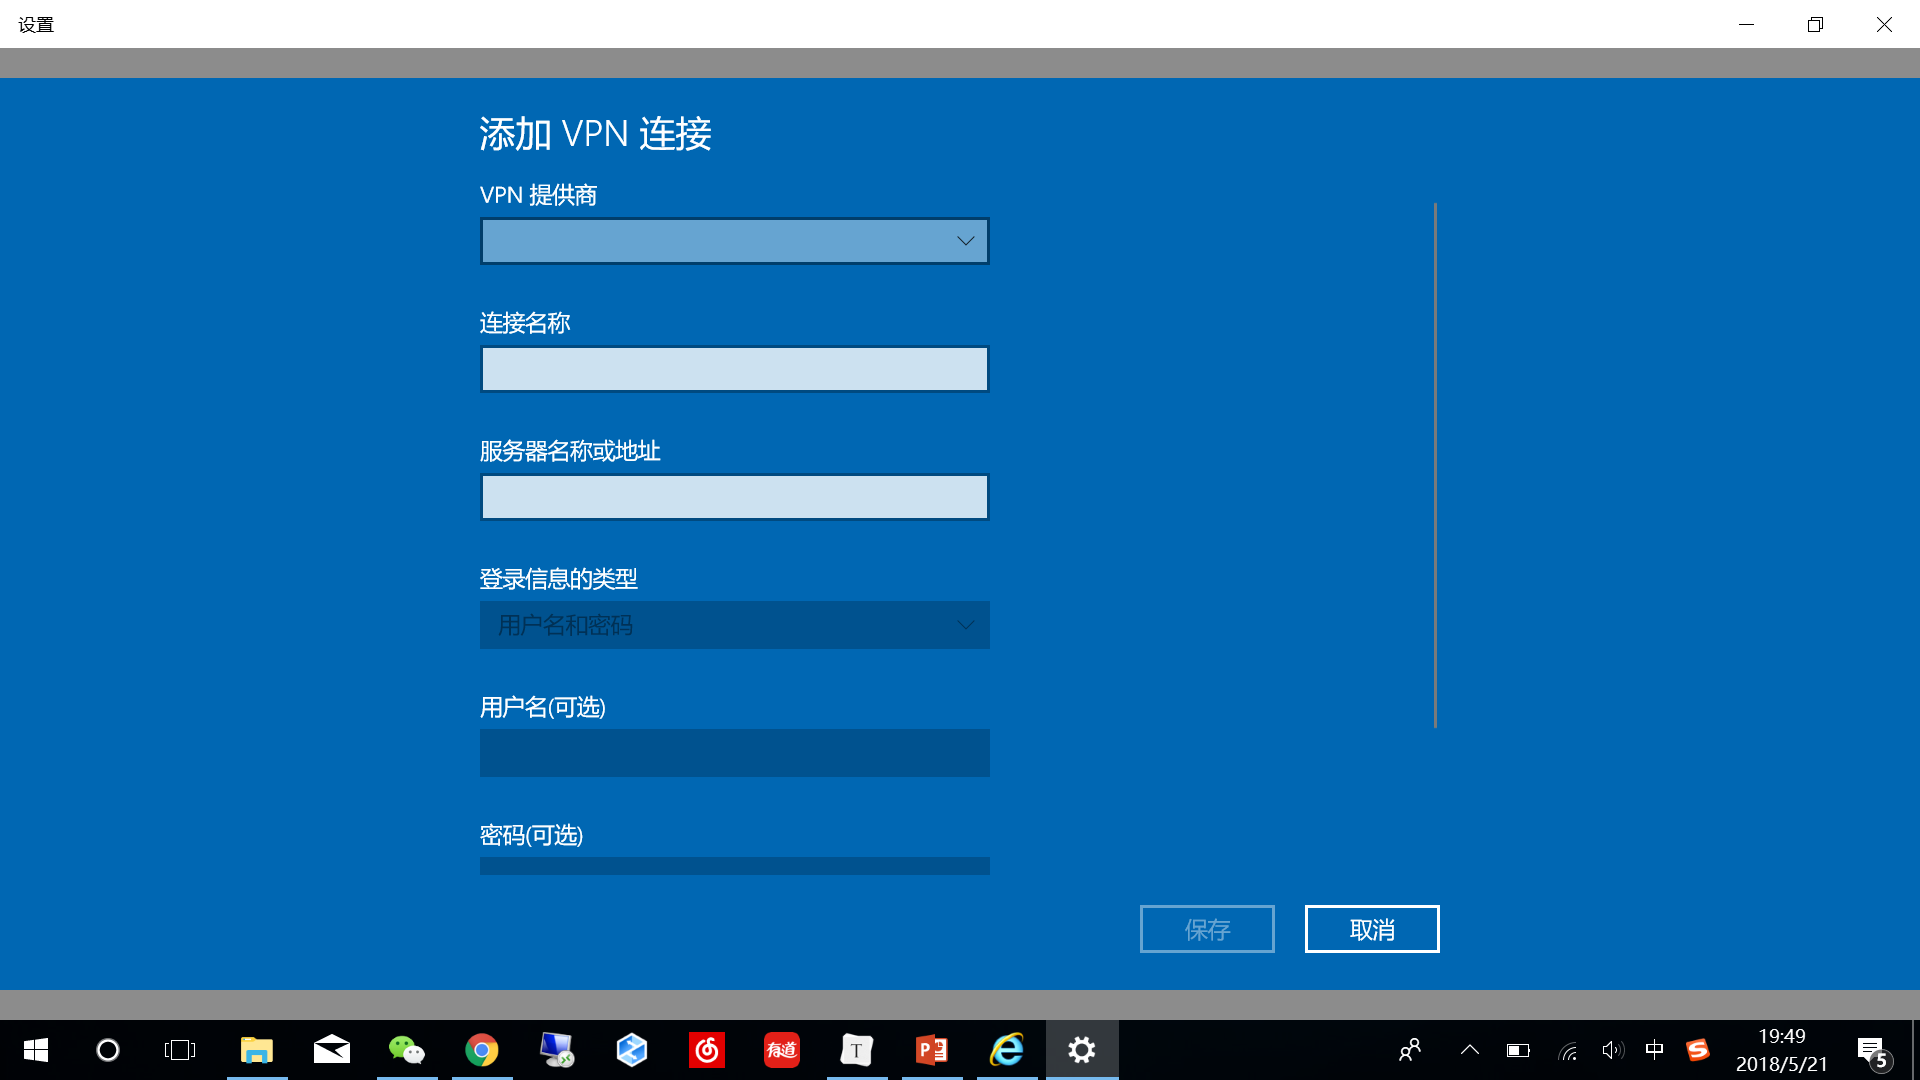 设置
添加 VPN 连接
VPN 提供商
连接名称
服务器名称或地址
登录信息的类型
用户名和密码
用户名(可选)
密码(可选)
保存
取消
有道
T
P
中
S
19:49
2018/5/21
5